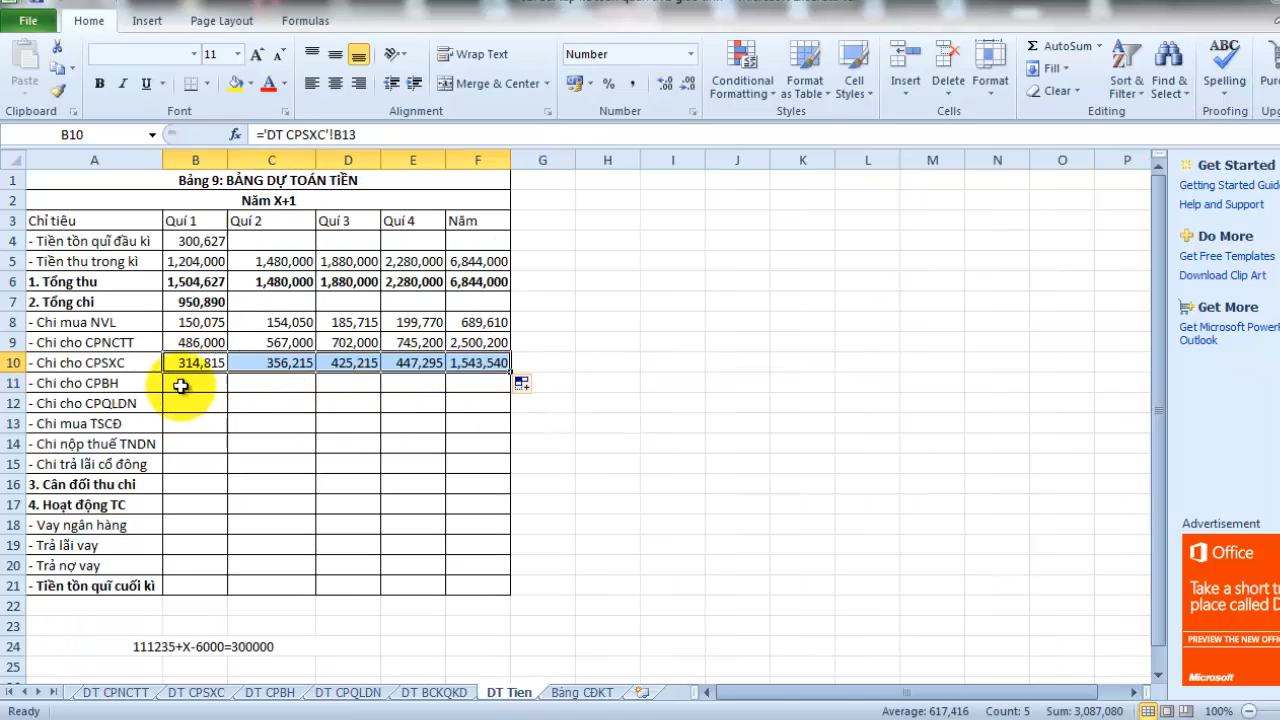 File Home Insert Page Layout Formulas
Paste
11
Wrap Text
Number
Merge & Center
Conditional Formatting
Format as Table
Cell Styles
Insert
Delete
Format
AutoSum
Fill
Clear
Sort & Filter
Find & Select
Spelling
Clipboard Font Alignment Number Styles Cells Editing Proofing
B10 fx ='DT CPSXC'!B13
A B C D E F G H I J K L M N O P
1 Bảng 9: BẢNG DỰ TOÁN TIỀN
2 Năm X+1
3 Chỉ tiêu Quí 1 Quí 2 Quí 3 Quí 4 Năm
4 - Tiền tồn quĩ đầu kì 300,627
5 - Tiền thu trong kì 1,204,000 1,480,000 1,880,000 2,280,000 6,844,000
6 1. Tổng thu 1,504,627 1,480,000 1,880,000 2,280,000 6,844,000
7 2. Tổng chi 950,890
8 - Chi mua NVL 150,075 154,050 185,715 199,770 689,610
9 - Chi cho CPNCTT 486,000 567,000 702,000 745,200 2,500,200
10 - Chi cho CPSXC 314,815 356,215 425,215 447,295 1,543,540
11 - Chi cho CPBH
12 - Chi cho CPQLDN
13 - Chi mua TSCĐ
14 - Chi nộp thuế TNDN
15 - Chi trả lãi cổ đông
16 3. Cân đối thu chi
17 4. Hoạt động TC
18 - Vay ngân hàng
19 - Trả lãi vay
20 - Trả nợ vay
21 - Tiền tồn quĩ cuối kì
22
23
24 111235+X-6000=300000
25
Get Started
Getting Started Guide
Help and Support
Do More
Get Free Templates
Download Clip Art
Get More
Get Microsoft
Outlook
Advertisement
Office
Take a short
place called
PREVIEW THE NEW
Microsoft
DT CPNCTT DT CPSXC DT CPBH DT CPQLDN DT BCKQKD DT Tien Bảng CĐKT
Ready Average: 617,416 Count: 5 Sum: 3,087,080 100%